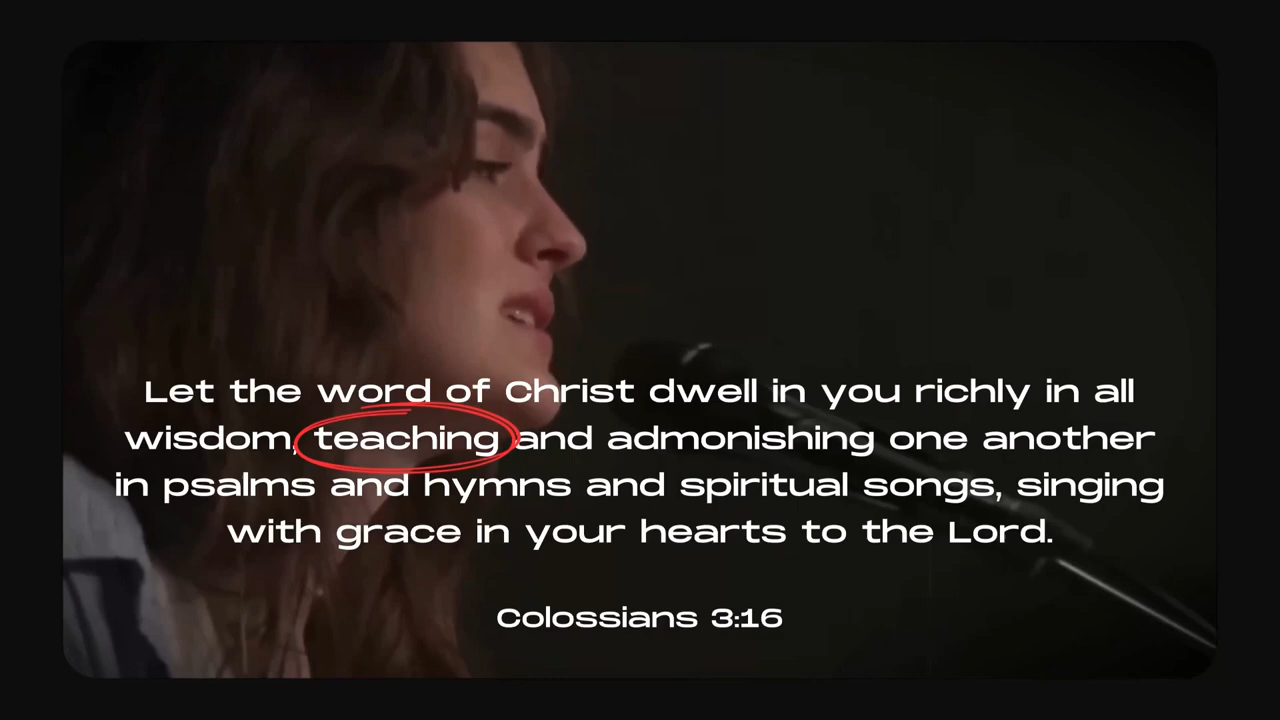 Let the word of Christ dwell in you richly in all
wisdom, teaching and admonishing one another
in psalms and hymns and spiritual songs, singing
with grace in your hearts to the Lord.
Colossians 3:16